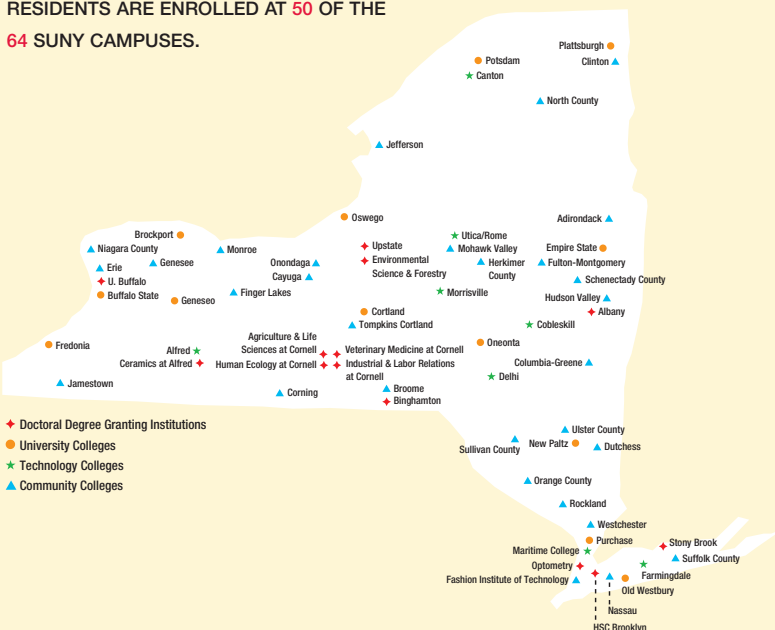 RESIDENTS ARE ENROLLED AT 50 OF THE
64 SUNY CAMPUSES.
Plattsburgh
Potsdam
Clinton
Canton
North County
Jefferson
Oswego
Adirondack
Brockport
Utica/Rome
Niagara County
Monroe
Upstate
Mohawk Valley
Empire State
Erie
Genesee
Onondaga
Environmental
Science & Forestry
Herkimer
County
Fulton-Montgomery
U. Buffalo
Cayuga
Schenectady County
Buffalo State
Geneseo
Finger Lakes
Morrisville
Hudson Valley
Cortland
Albany
Tompkins Cortland
Cobleskill
Fredonia
Alfred
Agriculture & Life
Sciences at Cornell
Veterinary Medicine at Cornell
Oneonta
Ceramics at Alfred
Human Ecology at Cornell
Industrial & Labor Relations
at Cornell
Columbia-Greene
Jamestown
Delhi
Corning
Broome
Binghamton
Doctoral Degree Granting Institutions
University Colleges
Technology Colleges
Community Colleges
Ulster County
Sullivan County
New Paltz
Dutchess
Orange County
Rockland
Westchester
Purchase
Maritime College
Stony Brook
Optometry
Suffolk County
Fashion Institute of Technology
Farmingdale
Old Westbury
Nassau
HSC Brooklyn